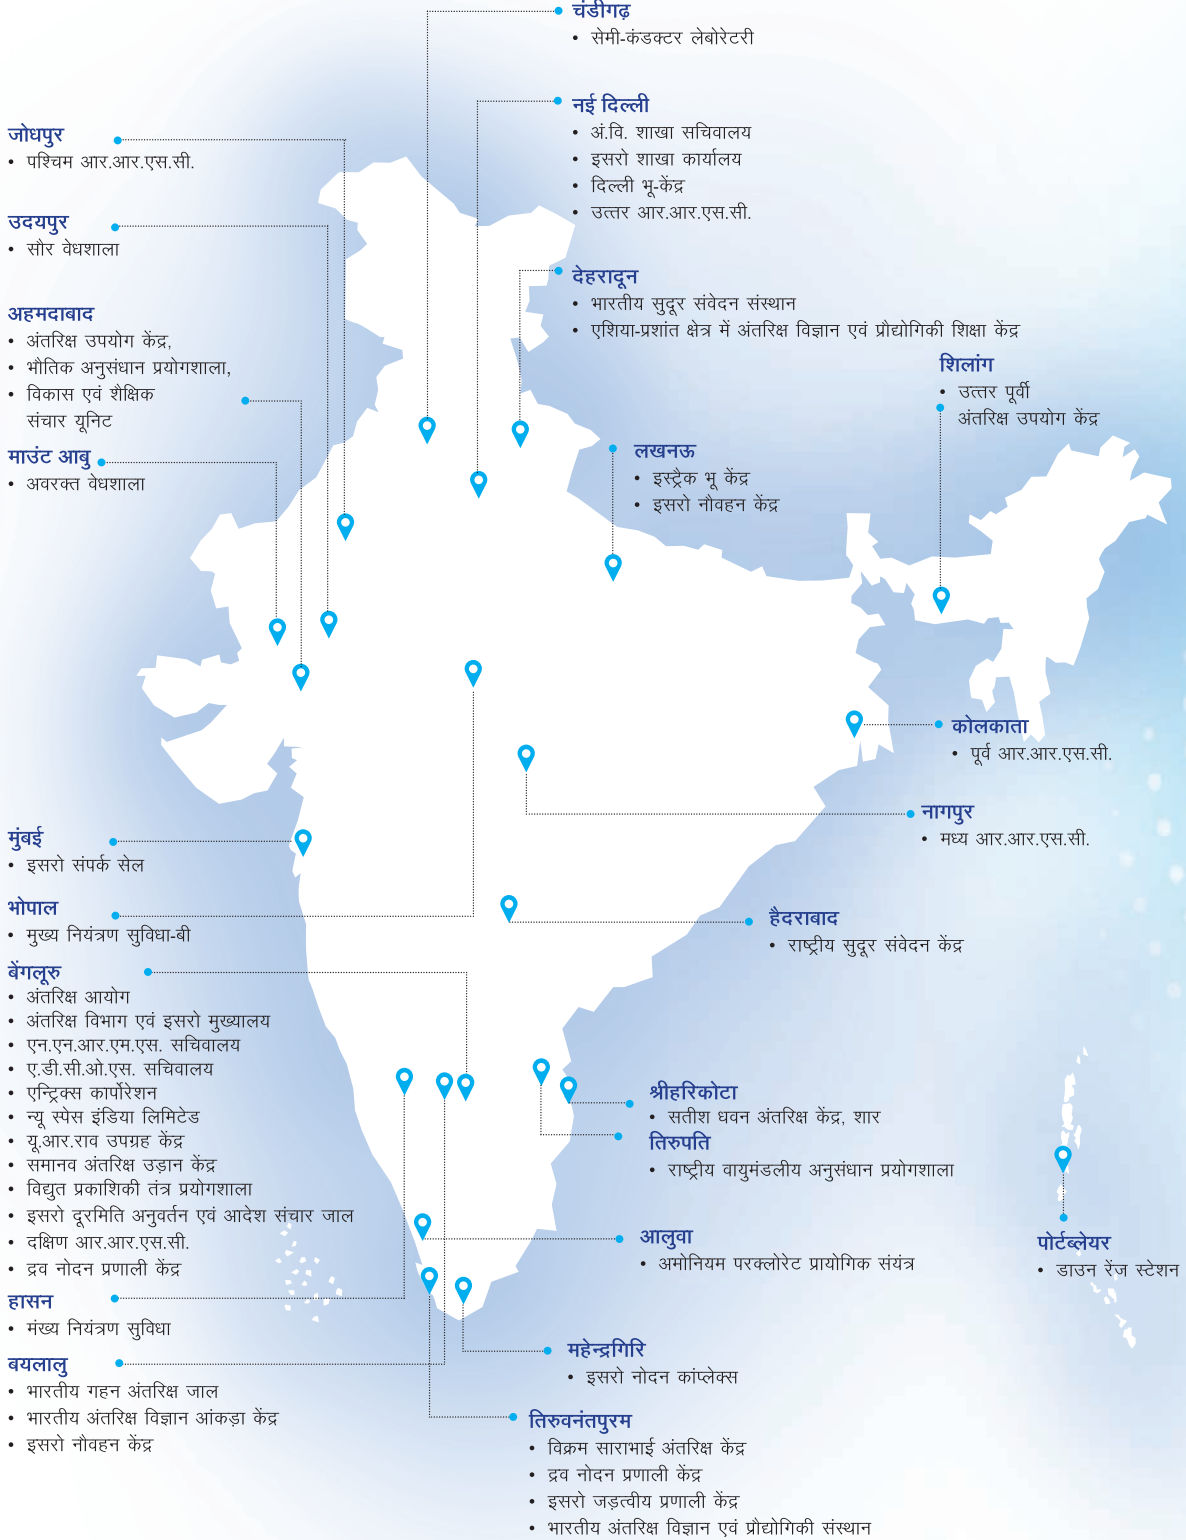 चंडीगढ़
• सेमी-कंडक्टर लेबोरेटरी
नई दिल्ली
• अं.वि. शाखा सचिवालय
• इसरो शाखा कार्यालय
• दिल्ली भू-केंद्र
• उत्तर आर.आर.एस.सी.
जोधपुर
• पश्चिम आर.आर.एस.सी.
उदयपुर
• सौर वेधशाला
देहरादून
• भारतीय सुदूर संवेदन संस्थान
• एशिया-प्रशांत क्षेत्र में अंतरिक्ष विज्ञान एवं प्रौद्योगिकी शिक्षा केंद्र
अहमदाबाद
• अंतरिक्ष उपयोग केंद्र,
• भौतिक अनुसंधान प्रयोगशाला,
• विकास एवं शैक्षिक
संचार यूनिट
शिलांग
• उत्तर पूर्वी
अंतरिक्ष उपयोग केंद्र
माउंट आबु
• अवरक्त वेधशाला
लखनऊ
• इस्ट्रैक भू केंद्र
• इसरो नौवहन केंद्र
कोलकाता
• पूर्व आर.आर.एस.सी.
नागपुर
• मध्य आर.आर.एस.सी.
मुंबई
• इसरो संपर्क सेल
भोपाल
• मुख्य नियंत्रण सुविधा-बी
हैदराबाद
• राष्ट्रीय सुदूर संवेदन केंद्र
बेंगलूरु
• अंतरिक्ष आयोग
• अंतरिक्ष विभाग एवं इसरो मुख्यालय
• एन.एन.आर.एम.एस. सचिवालय
• ए.डी.सी.ओ.एस. सचिवालय
• एन्ट्रिक्स कार्पोरेशन
• न्यू स्पेस इंडिया लिमिटेड
• यू.आर.राव उपग्रह केंद्र
• समानव अंतरिक्ष उड़ान केंद्र
• विद्युत प्रकाशिकी तंत्र प्रयोगशाला
• इसरो दूरमिति अनुवर्तन एवं आदेश संचार जाल
• दक्षिण आर.आर.एस.सी.
• द्रव नोदन प्रणाली केंद्र
श्रीहरिकोटा
• सतीश धवन अंतरिक्ष केंद्र, शार
तिरुपति
• राष्ट्रीय वायुमंडलीय अनुसंधान प्रयोगशाला
आलुवा
• अमोनियम परक्लोरेट प्रायोगिक संयंत्र
पोर्टब्लेयर
• डाउन रेंज स्टेशन
हासन
• मंख्य नियंत्रण सुविधा
बयलालु
• भारतीय गहन अंतरिक्ष जाल
• भारतीय अंतरिक्ष विज्ञान आंकड़ा केंद्र
• इसरो नौवहन केंद्र
महेन्द्रगिरि
• इसरो नोदन कांप्लेक्स
तिरुवनंतपुरम
• विक्रम साराभाई अंतरिक्ष केंद्र
• द्रव नोदन प्रणाली केंद्र
• इसरो जड़त्वीय प्रणाली केंद्र
• भारतीय अंतरिक्ष विज्ञान एवं प्रौद्योगिकी संस्थान